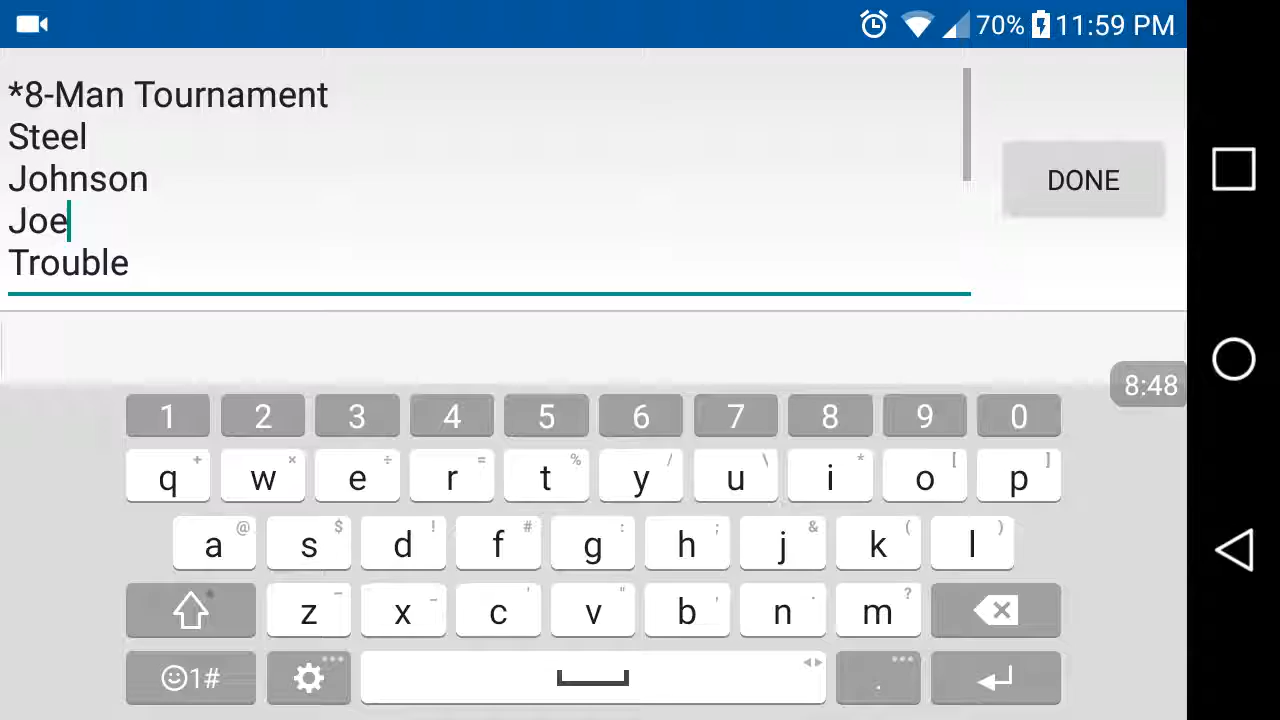 70% 11:59 PM
*8-Man Tournament
Steel
Johnson
Joe
Trouble
DONE
8:48
1 2 3 4 5 6 7 8 9 0
q + w × e ÷ r = t % y / u \ i * o [ p ]
a @ s $ d ! f # g : h ; j & k ( l )
z - x _ c ' v " b , n . m ?
☺1# ... ...
.